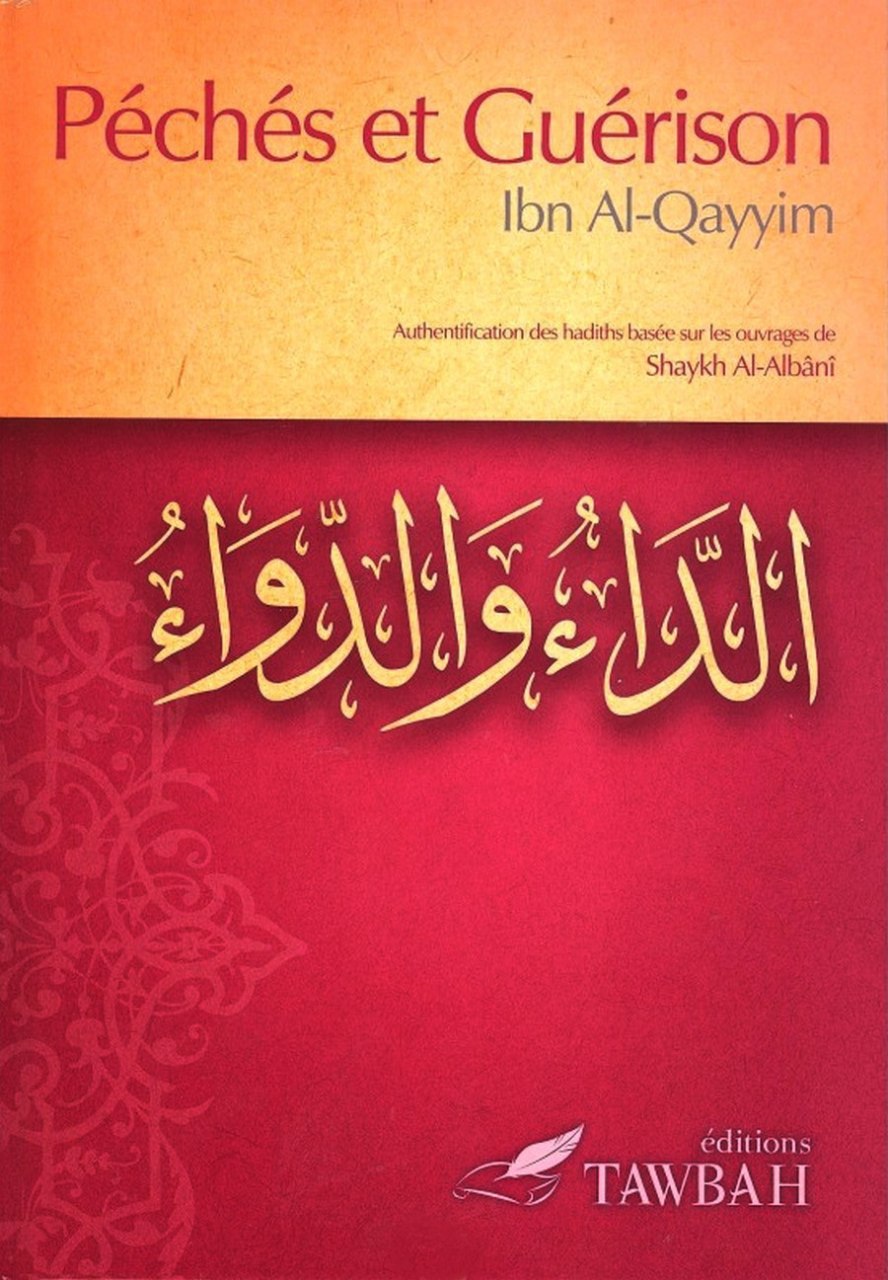 Péchés et Guérison
Ibn Al-Qayyim
Authentification des hadiths basée sur les ouvrages de
Shaykh Al-Albânî
الدَّاءُ وَالدَّوَاءُ
éditions
TAWBAH